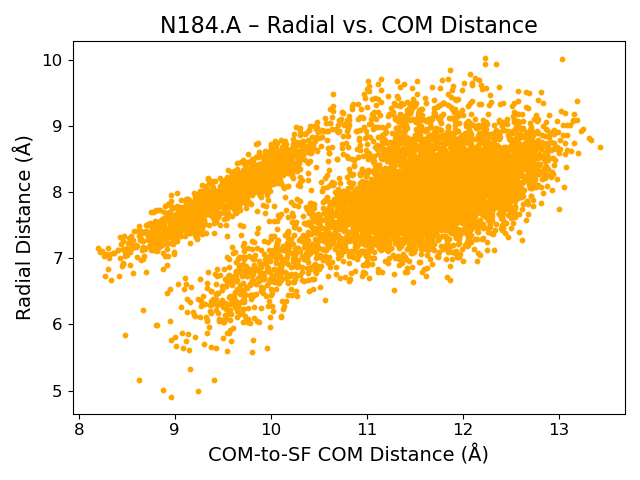 N184.A – Radial vs. COM Distance
Radial Distance (Å)
10
9
8
7
6
5
8 9 10 11 12 13
COM-to-SF COM Distance (Å)